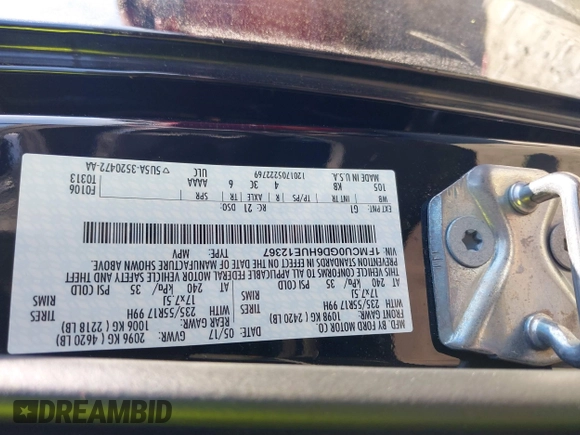 MFD BY FORD MOTOR CO.
DATE: 05/17 GVWR: 2096 KG ( 4620 LB)
FRONT GAWR: 1098 KG ( 2420 LB) REAR GAWR: 1006 KG ( 2218 LB)
WITH 235/55R17 99H WITH 235/55R17 99H
17x7.5J RIMS 17x7.5J RIMS
AT 240 kPa/ 35 PSI COLD AT 240 kPa/ 35 PSI COLD
THIS VEHICLE CONFORMS TO ALL APPLICABLE FEDERAL MOTOR VEHICLE SAFETY AND THEFT
PREVENTION STANDARDS IN EFFECT ON THE DATE OF MANUFACTURE SHOWN ABOVE.
VIN: 1FMCU0GD6HUE12367 TYPE: MPV
F0106
T0313
EXT PNT: G1 RC: 21 DSO:
WB TR TP/PS AXLE TR SPR
105 KB 4 3C 6 AAAA
MADE IN U.S.A. ULC
120170522769 5U5A-3520472-AA
DREAMBID